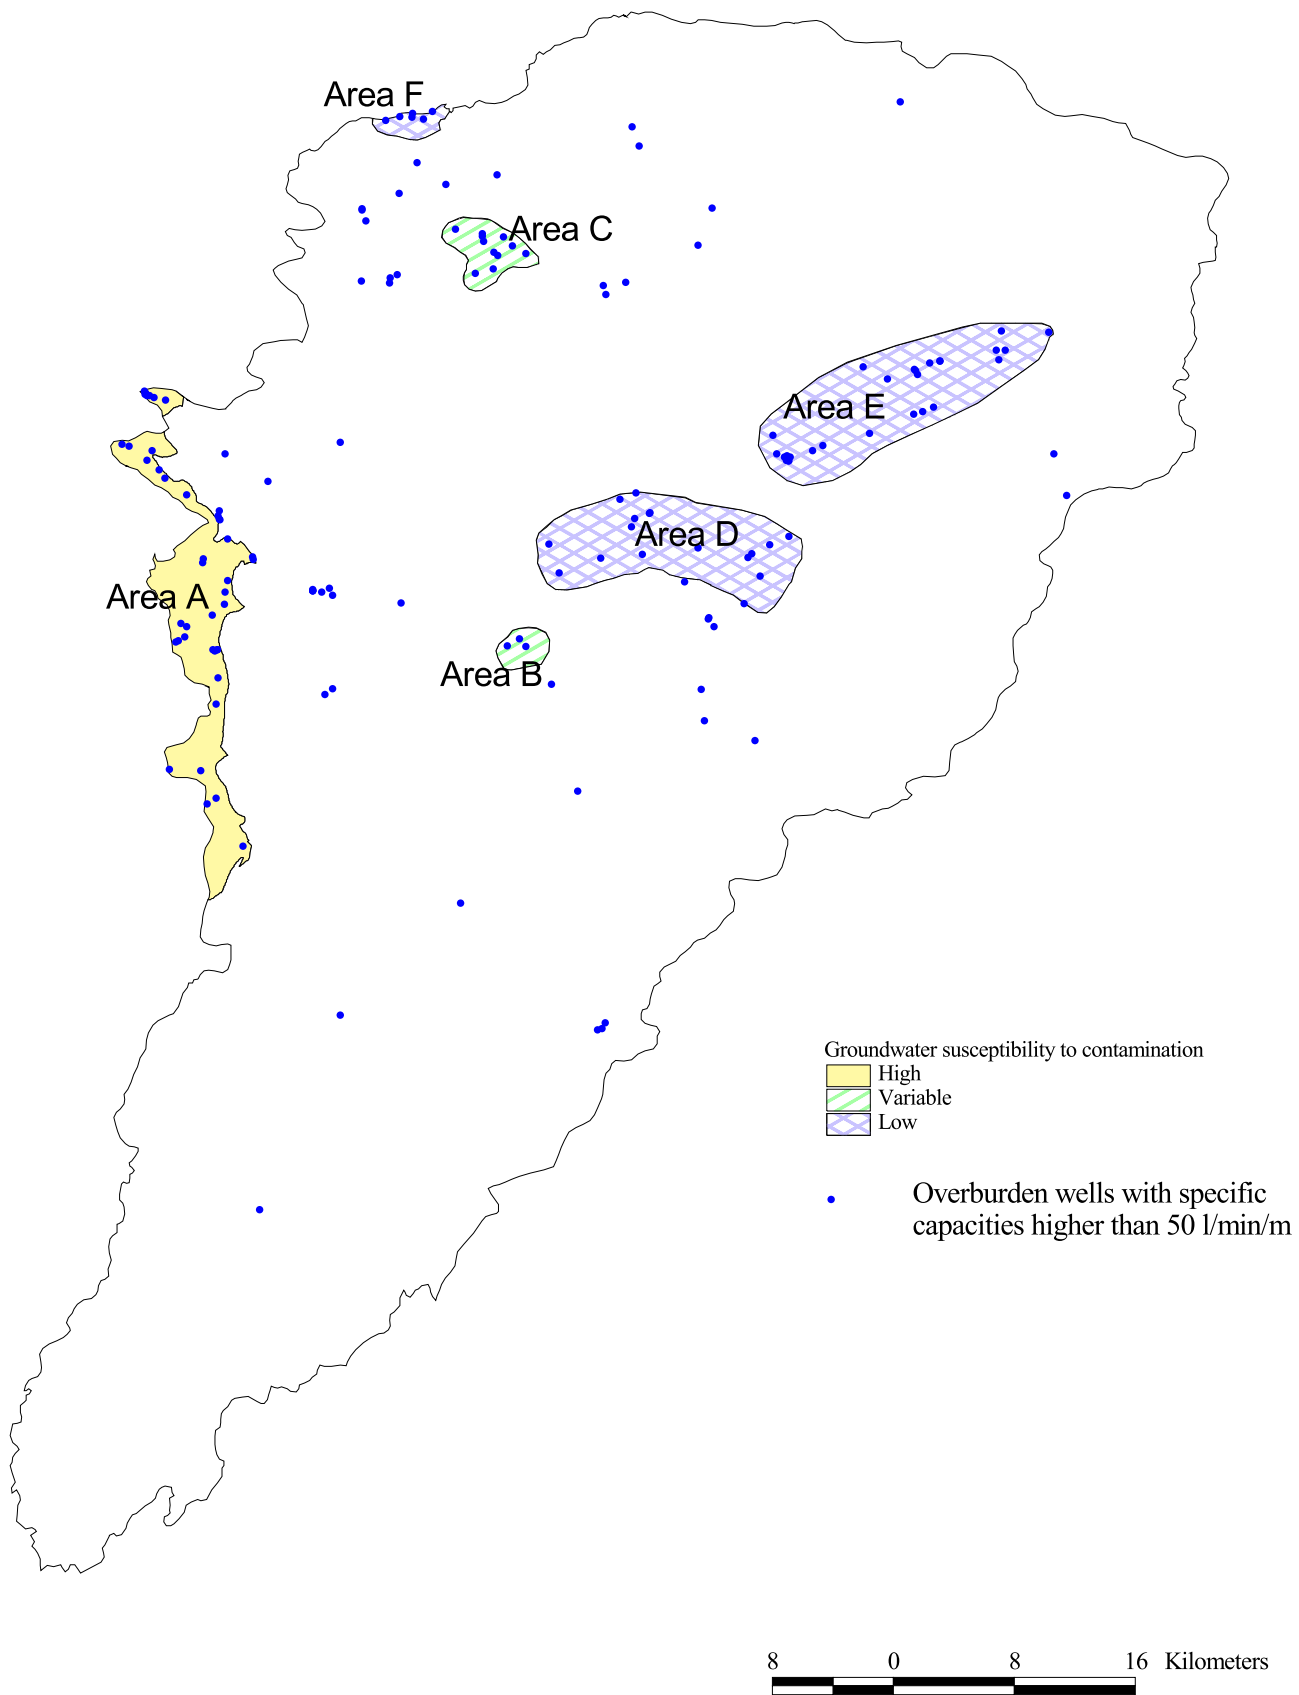 Area F
Area C
Area E
Area D
Area A
Area B
Groundwater susceptibility to contamination
High
Variable
Low
Overburden wells with specific
capacities higher than 50 l/min/m
8 0 8 16 Kilometers